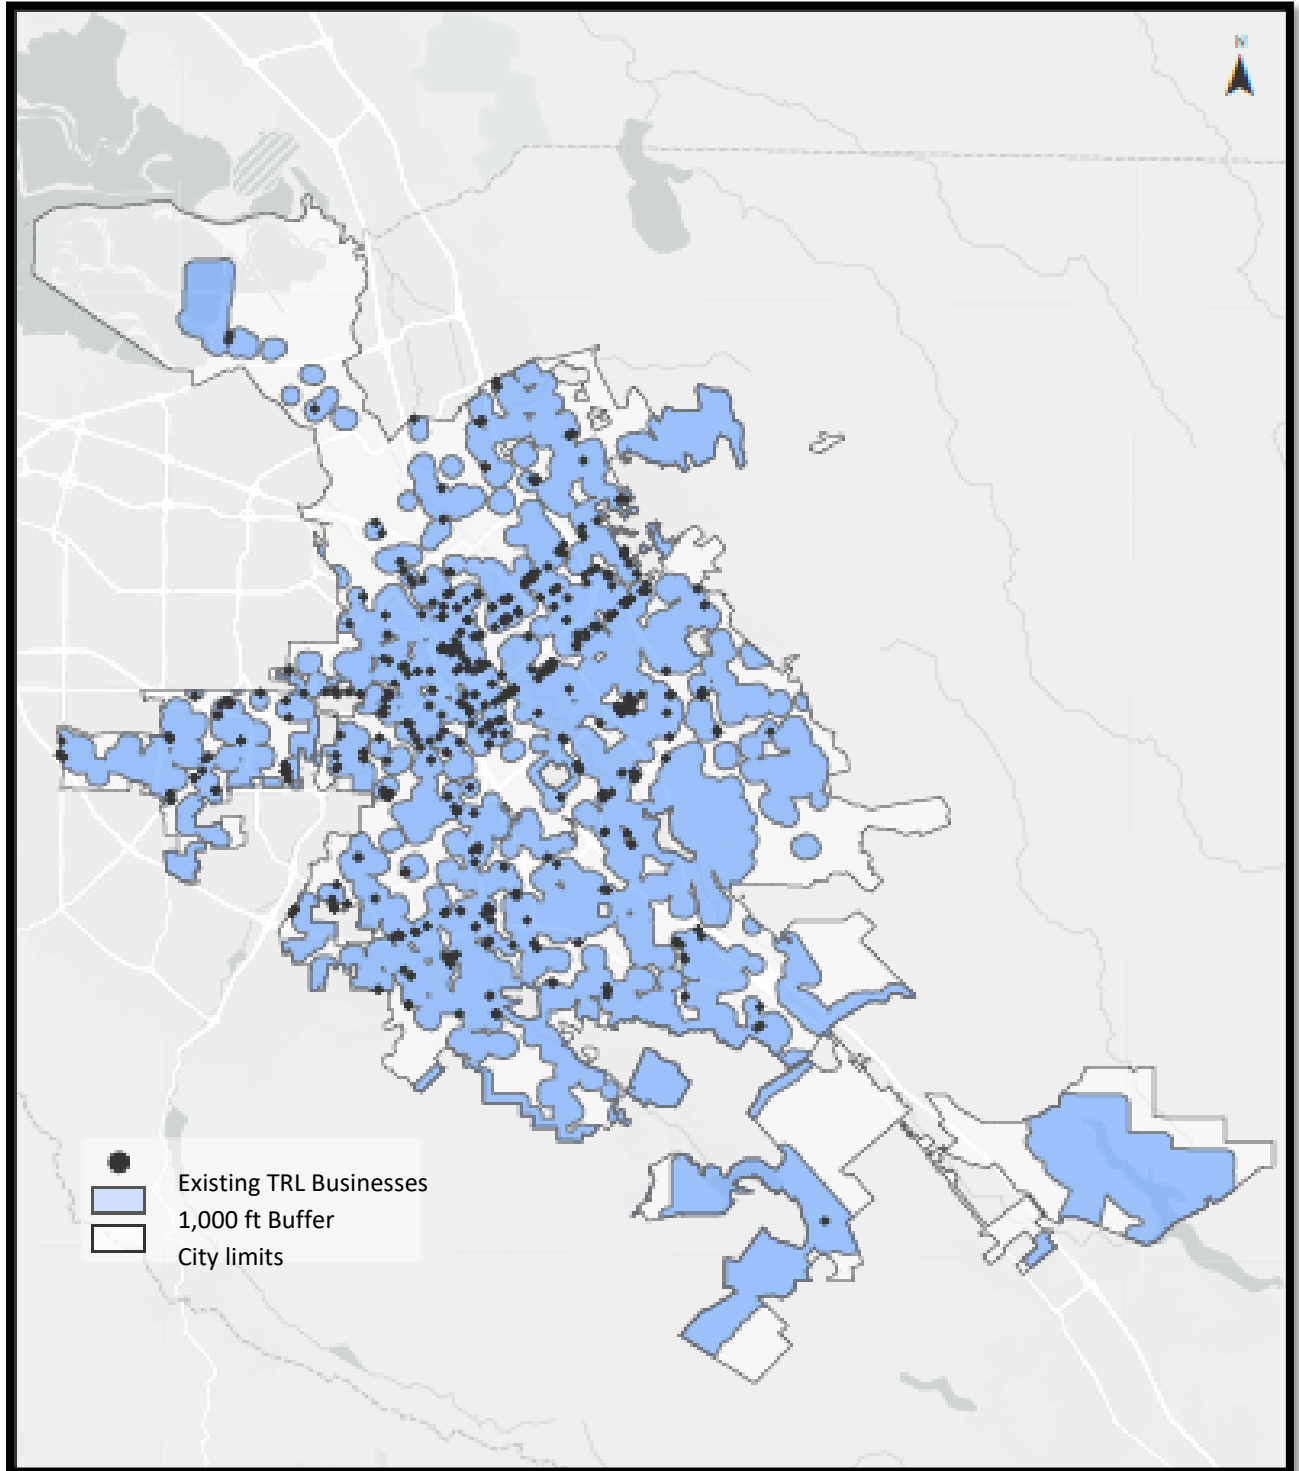 N
Existing TRL Businesses
1,000 ft Buffer
City limits